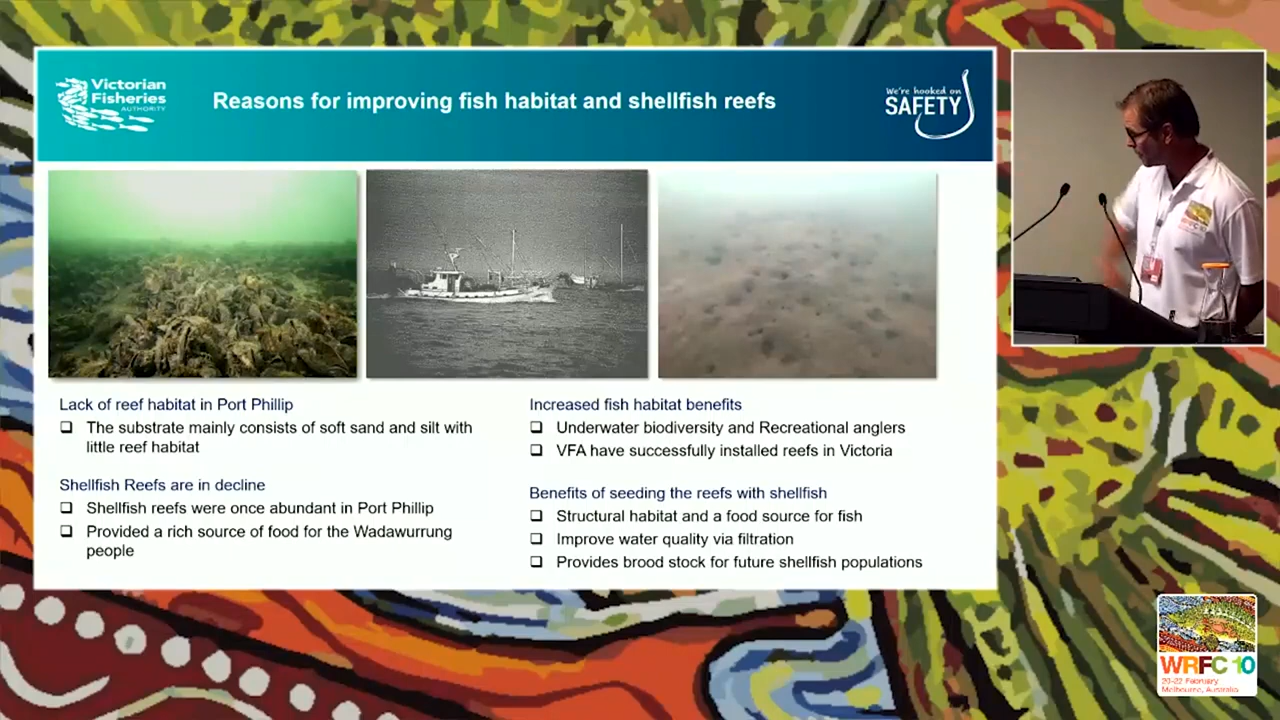 Victorian
Fisheries
AUTHORITY
Reasons for improving fish habitat and shellfish reefs
We're hooked on
SAFETY
Lack of reef habitat in Port Phillip
❑ The substrate mainly consists of soft sand and silt with
little reef habitat
Shellfish Reefs are in decline
❑ Shellfish reefs were once abundant in Port Phillip
❑ Provided a rich source of food for the Wadawurrung
people
Increased fish habitat benefits
❑ Underwater biodiversity and Recreational anglers
❑ VFA have successfully installed reefs in Victoria
Benefits of seeding the reefs with shellfish
❑ Structural habitat and a food source for fish
❑ Improve water quality via filtration
❑ Provides brood stock for future shellfish populations
WRFC 10
20-22 February
Melbourne, Australia